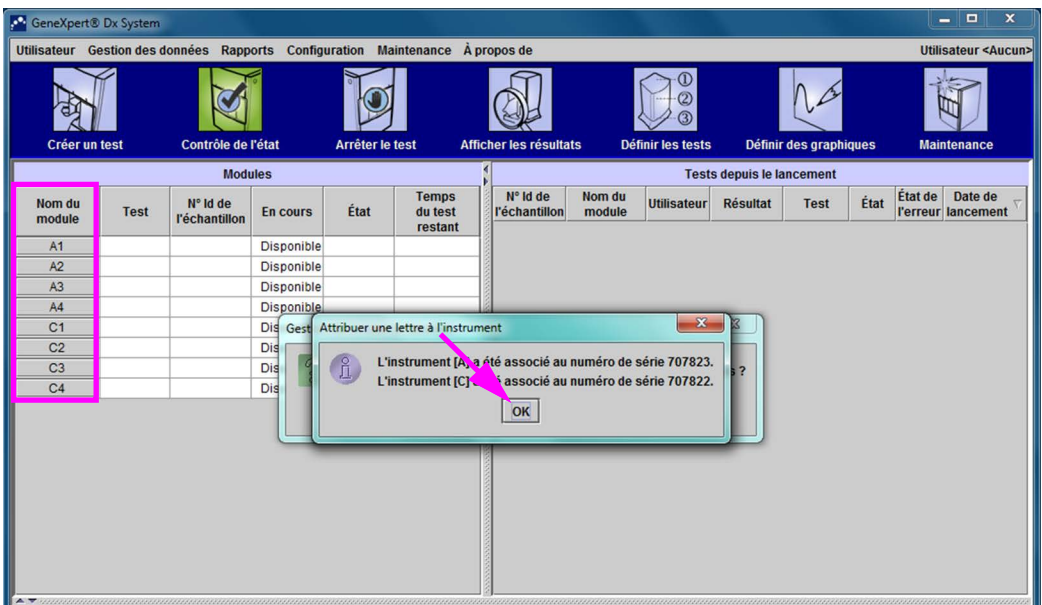 GeneXpert® Dx System
Utilisateur Gestion des données Rapports Configuration Maintenance À propos de Utilisateur <Aucun>
Créer un test Contrôle de l'état Arrêter le test Afficher les résultats Définir les tests Définir des graphiques Maintenance
Modules
Nom du module Test N° Id de l'échantillon En cours État Temps du test restant
A1 Disponible
A2 Disponible
A3 Disponible
A4 Disponible
C1
C2
C3
C4
Tests depuis le lancement
N° Id de l'échantillon Nom du module Utilisateur Résultat Test État État de l'erreur Date de lancement
Attribuer une lettre à l'instrument
L'instrument [A] a été associé au numéro de série 707823.
L'instrument [C] a été associé au numéro de série 707822.
OK